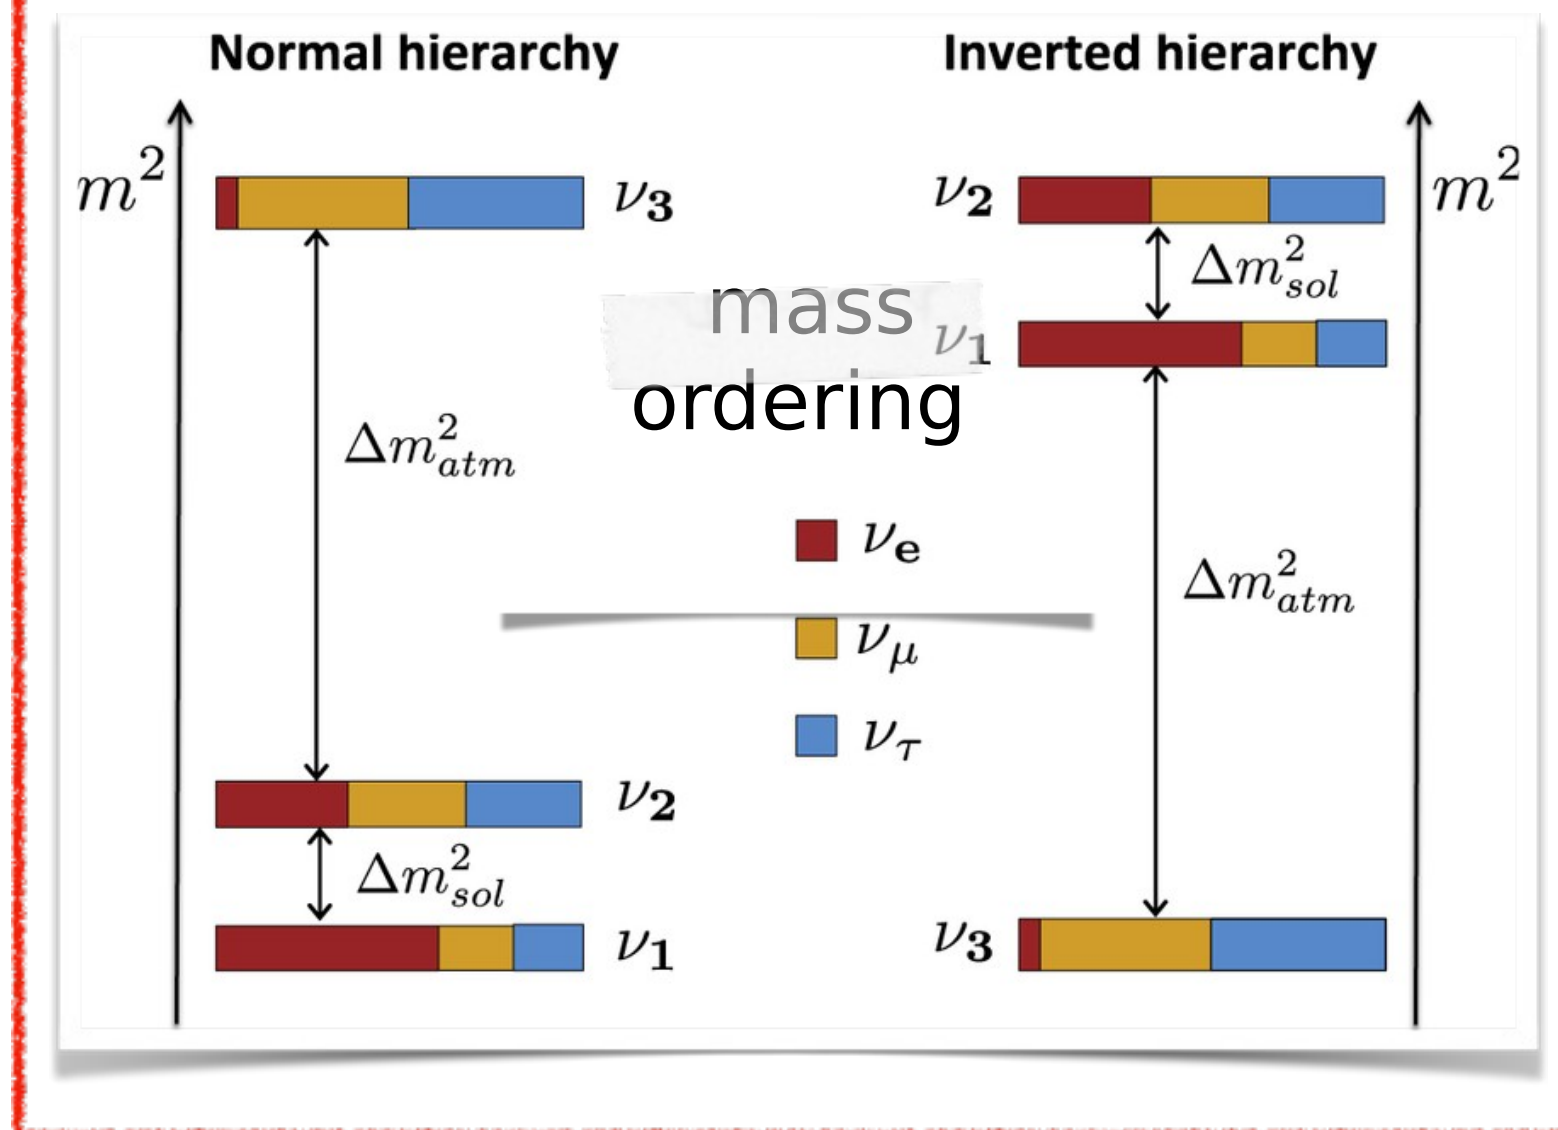 Normal hierarchy
Inverted hierarchy
m²
ν₃
ν₂
m²
Δm²sol
mass
ν₁
ordering
Δm²atm
νe
Δm²atm
νμ
ντ
ν₂
Δm²sol
ν₁
ν₃